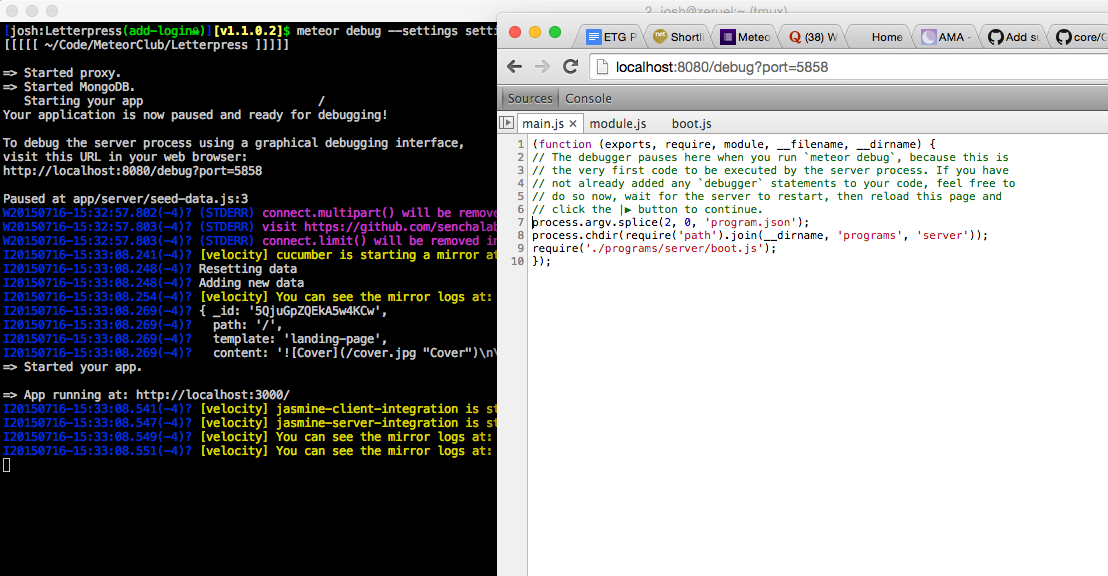 2. josh@zeruel:~ (tmux)
[josh:Letterpress(add-login☠)][v1.1.0.2]$ meteor debug --settings setti
[[[[[ ~/Code/MeteorClub/Letterpress ]]]]]
=> Started proxy.
=> Started MongoDB.
Starting your app /
Your application is now paused and ready for debugging!
To debug the server process using a graphical debugging interface,
visit this URL in your web browser:
http://localhost:8080/debug?port=5858
Paused at app/server/seed-data.js:3
W20150716-15:32:57.802(-4)? (STDERR) connect.multipart() will be remove
W20150716-15:32:57.803(-4)? (STDERR) visit https://github.com/senchalab
W20150716-15:32:57.803(-4)? (STDERR) connect.limit() will be removed in
I20150716-15:33:08.241(-4)? [velocity] cucumber is starting a mirror at
I20150716-15:33:08.248(-4)? Resetting data
I20150716-15:33:08.248(-4)? Adding new data
I20150716-15:33:08.254(-4)? [velocity] You can see the mirror logs at:
I20150716-15:33:08.269(-4)? { _id: '5QjuGpZQEkA5w4KCw',
I20150716-15:33:08.269(-4)? path: '/',
I20150716-15:33:08.269(-4)? template: 'landing-page',
I20150716-15:33:08.269(-4)? content: '![Cover](/cover.jpg "Cover")\n\
=> Started your app.
=> App running at: http://localhost:3000/
I20150716-15:33:08.541(-4)? [velocity] jasmine-client-integration is st
I20150716-15:33:08.547(-4)? [velocity] jasmine-server-integration is st
I20150716-15:33:08.549(-4)? [velocity] You can see the mirror logs at:
I20150716-15:33:08.551(-4)? [velocity] You can see the mirror logs at:
ETG P Shortli Meteo (38) W Home AMA - Add su core/C
localhost:8080/debug?port=5858
Sources Console
main.js × module.js boot.js
1 (function (exports, require, module, __filename, __dirname) {
2 // The debugger pauses here when you run `meteor debug`, because this is
3 // the very first code to be executed by the server process. If you have
4 // not already added any `debugger` statements to your code, feel free to
5 // do so now, wait for the server to restart, then reload this page and
6 // click the |▶ button to continue.
7 process.argv.splice(2, 0, 'program.json');
8 process.chdir(require('path').join(__dirname, 'programs', 'server'));
9 require('./programs/server/boot.js');
10 });